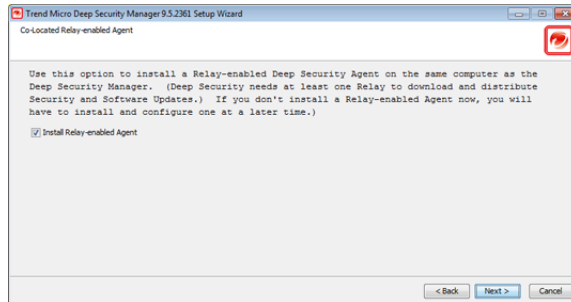 Trend Micro Deep Security Manager 9.5.2361 Setup Wizard
Co-Located Relay-enabled Agent
Use this option to install a Relay-enabled Deep Security Agent on the same computer as the
Deep Security Manager.  (Deep Security needs at least one Relay to download and distribute
Security and Software Updates.)  If you don't install a Relay-enabled Agent now, you will
have to install and configure one at a later time.)
Install Relay-enabled Agent
< Back
Next >
Cancel